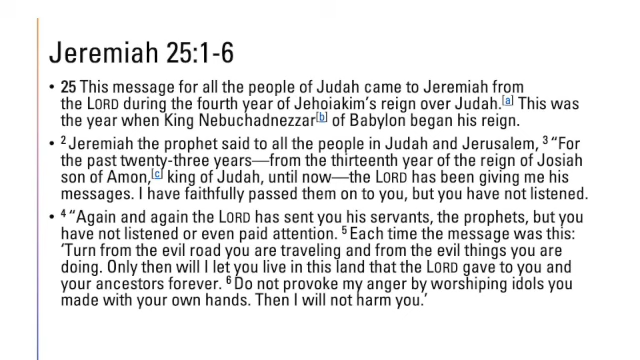 Jeremiah 25:1-6
• 25 This message for all the people of Judah came to Jeremiah from
the LORD during the fourth year of Jehoiakim’s reign over Judah.[a] This was
the year when King Nebuchadnezzar[b] of Babylon began his reign.
• 2 Jeremiah the prophet said to all the people in Judah and Jerusalem, 3 “For
the past twenty-three years—from the thirteenth year of the reign of Josiah
son of Amon,[c] king of Judah, until now—the LORD has been giving me his
messages. I have faithfully passed them on to you, but you have not listened.
• 4 “Again and again the LORD has sent you his servants, the prophets, but you
have not listened or even paid attention. 5 Each time the message was this:
‘Turn from the evil road you are traveling and from the evil things you are
doing. Only then will I let you live in this land that the LORD gave to you and
your ancestors forever. 6 Do not provoke my anger by worshiping idols you
made with your own hands. Then I will not harm you.’